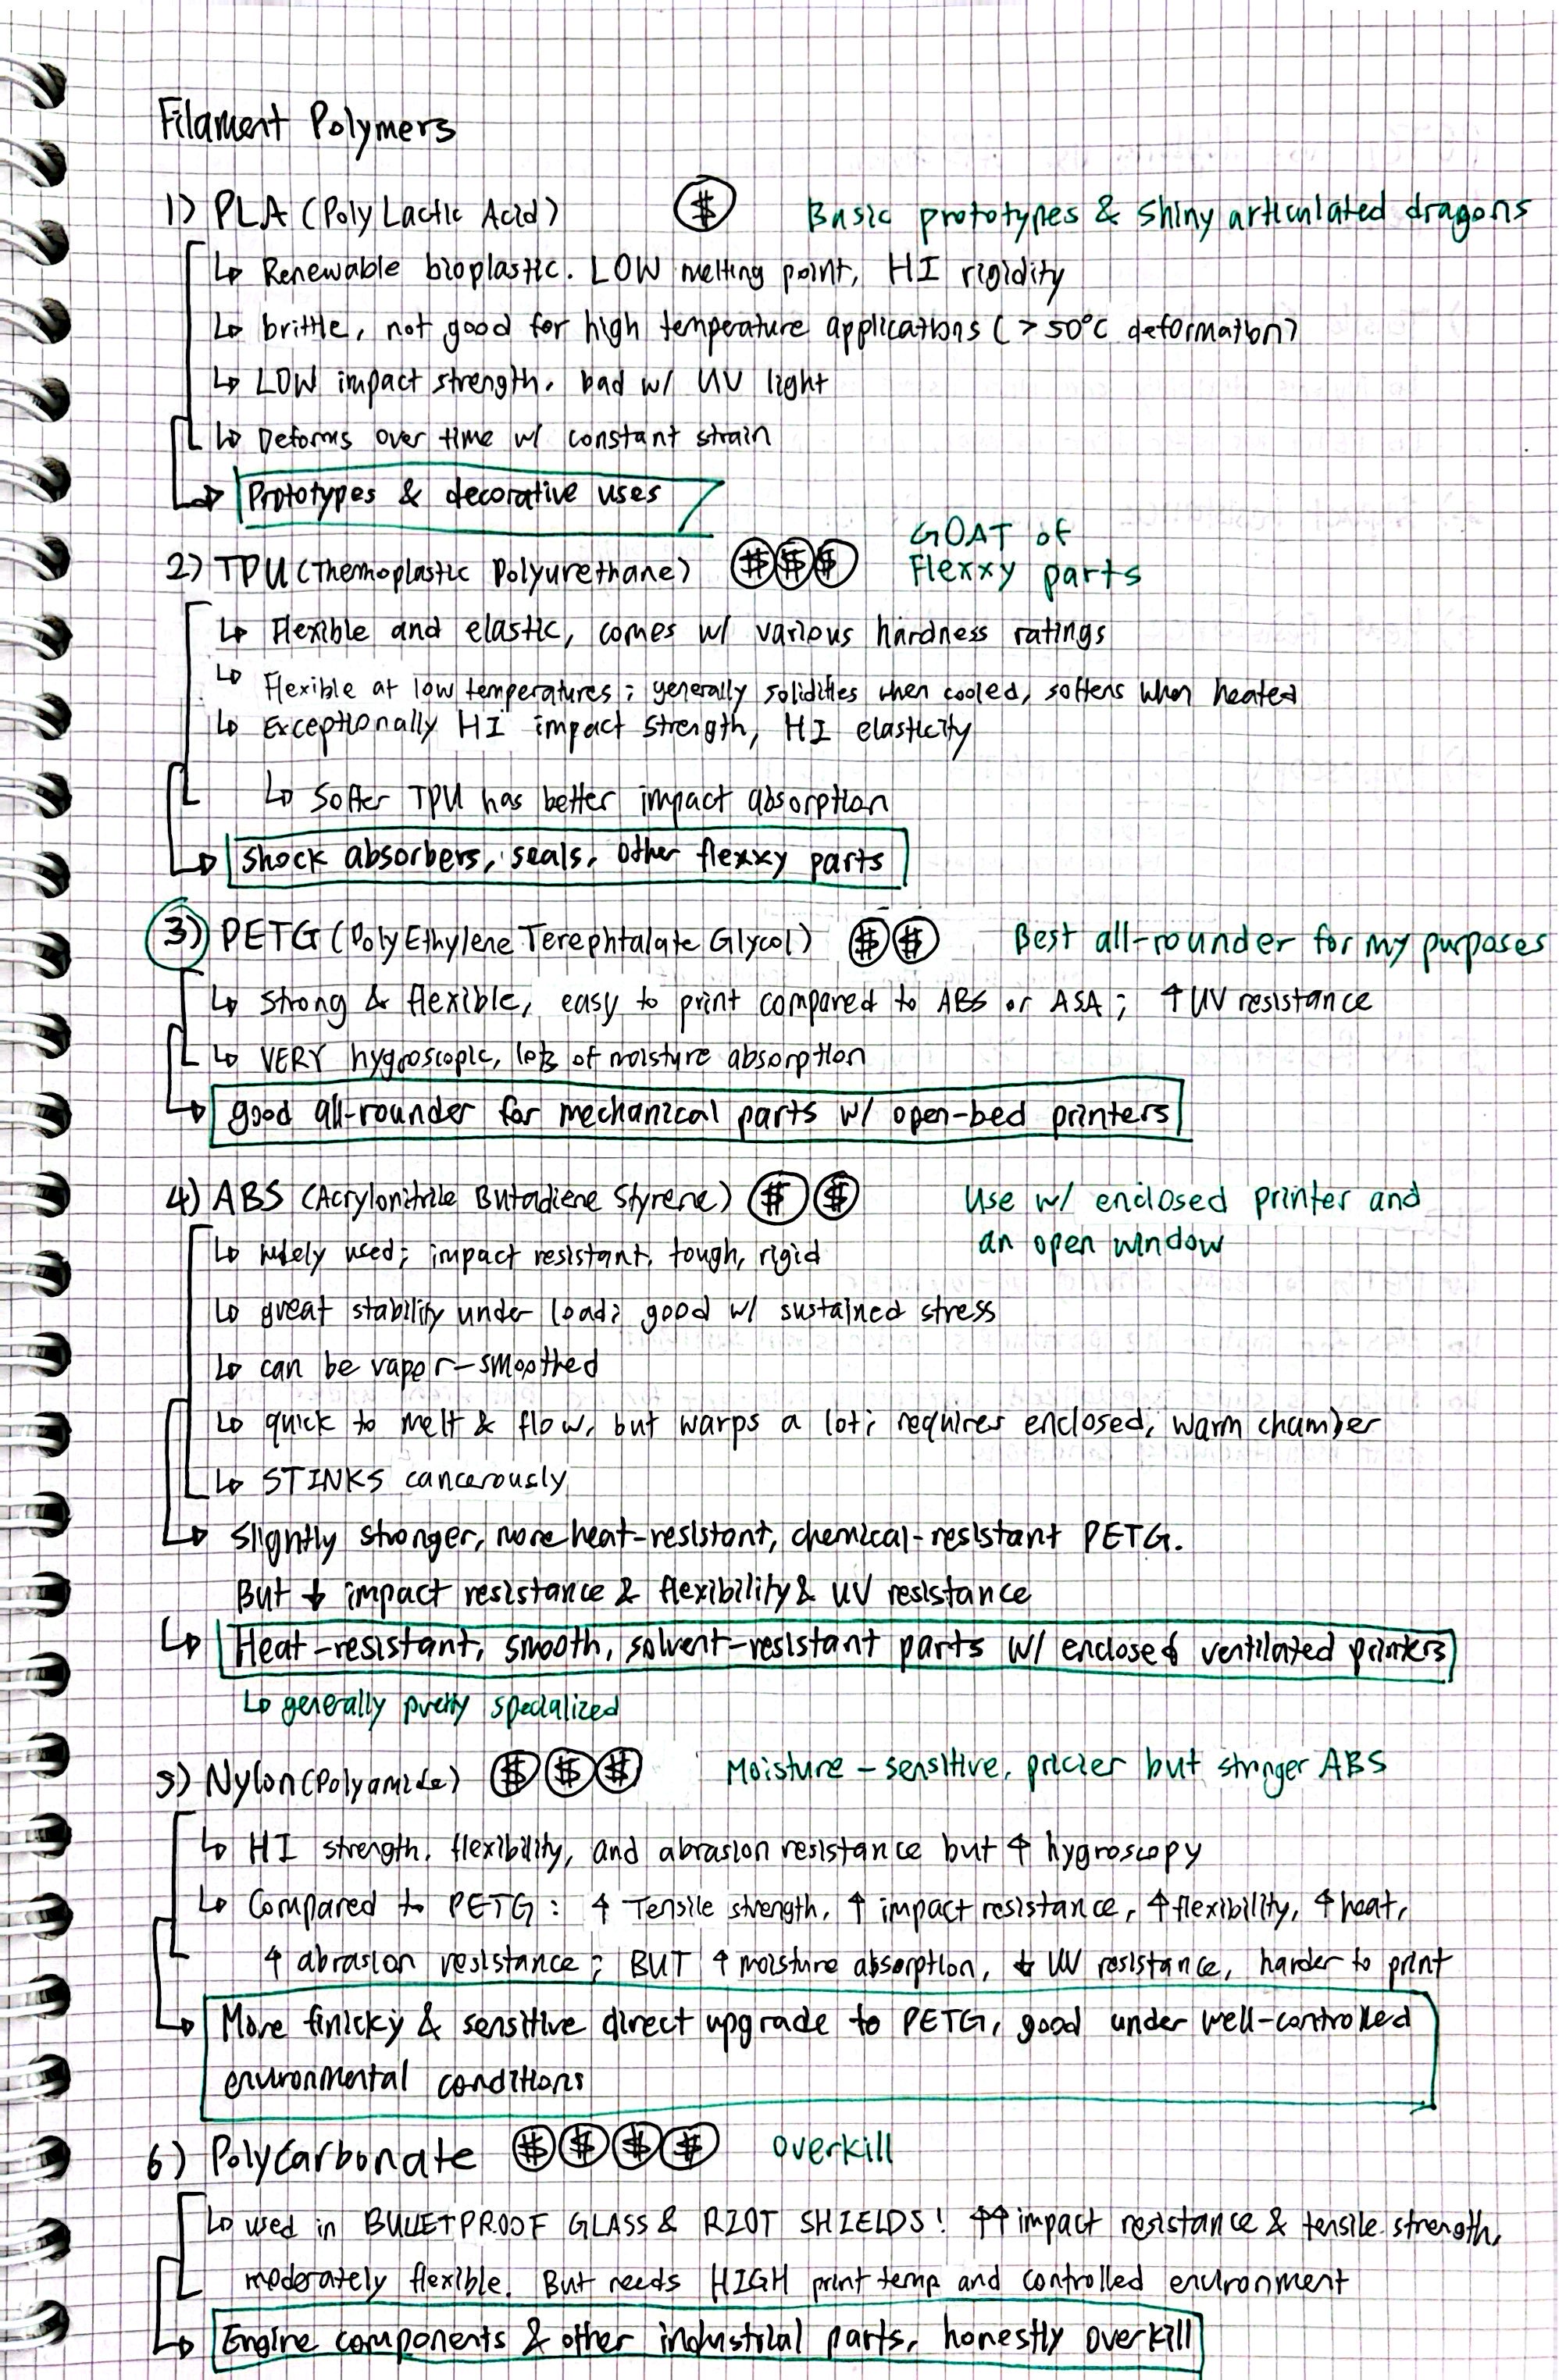 Filament Polymers
1) PLA (Poly Lactic Acid) $ Basic prototypes & shiny articulated dragons
↳ Renewable bioplastic. LOW melting point, HI rigidity
↳ brittle, not good for high temperature applications (>50°C deformation)
↳ LOW impact strength, bad w/ UV light
↳ Deforms over time w/ constant strain
→ Prototypes & decorative uses
2) TPU (Thermoplastic Polyurethane) $ $ $ GOAT of
Flexxy parts
↳ Flexible and elastic, comes w/ various hardness ratings
↳ Flexible at low temperatures; generally solidifies when cooled, softens when heated
↳ Exceptionally HI impact strength, HI elasticity
↳ Softer TPU has better impact absorption
→ shock absorbers, seals, other flexxy parts
3) PETG (Poly Ethylene Terephtalate Glycol) $ $ Best all-rounder for my purposes
↳ strong & flexible, easy to print compared to ABS or ASA; ↑ UV resistance
↳ VERY hygroscopic, lots of moisture absorption
→ good all-rounder for mechanical parts w/ open-bed printers
4) ABS (Acrylonitrile Butadiene Styrene) $ $ Use w/ enclosed printer and
an open window
↳ widely used; impact resistant, tough, rigid
↳ great stability under load; good w/ sustained stress
↳ can be vapor-smoothed
↳ quick to melt & flow, but warps a lot; requires enclosed, warm chamber
↳ STINKS cancerously
→ Slightly stronger, more heat-resistant, chemical-resistant PETG.
But ↓ impact resistance & flexibility & UV resistance
↳ Heat-resistant, smooth, solvent-resistant parts w/ enclosed ventilated printers
↳ generally pretty specialized
5) Nylon (Polyamide) $ $ $ Moisture-sensitive, pricier but stronger ABS
↳ HI strength, flexibility, and abrasion resistance but ↑ hygroscopy
↳ Compared to PETG: ↑ Tensile strength, ↑ impact resistance, ↑ flexibility, ↑ heat,
↑ abrasion resistance; BUT ↑ moisture absorption, ↓ UV resistance, harder to print
→ More finicky & sensitive direct upgrade to PETG, good under well-controlled
environmental conditions
6) Polycarbonate $ $ $ $ overkill
↳ used in BULLETPROOF GLASS & RIOT SHIELDS! ↑↑ impact resistance & tensile strength,
moderately flexible. But needs HIGH print temp and controlled environment
→ Engine components & other industrial parts, honestly overkill